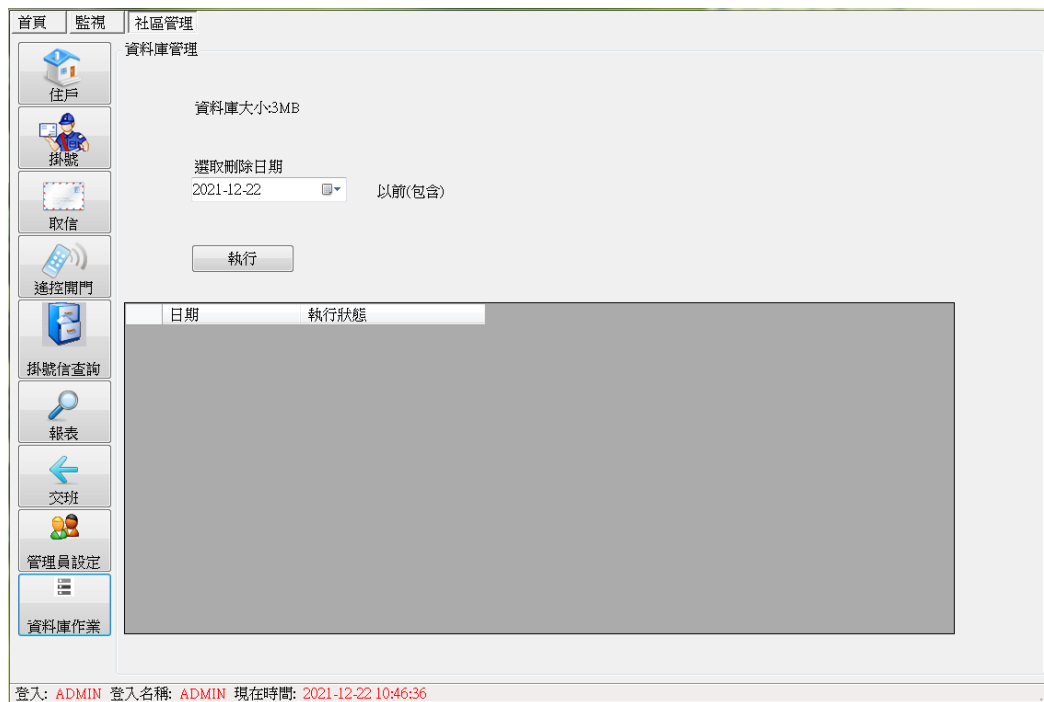 首頁 監視 社區管理
資料庫管理
住戶
掛號
取信
遙控開門
掛號信查詢
報表
交班
管理員設定
資料庫作業
資料庫大小:3MB
選取刪除日期
2021-12-22 以前(包含)
執行
日期 執行狀態
登入: ADMIN 登入名稱: ADMIN 現在時間: 2021-12-22 10:46:36